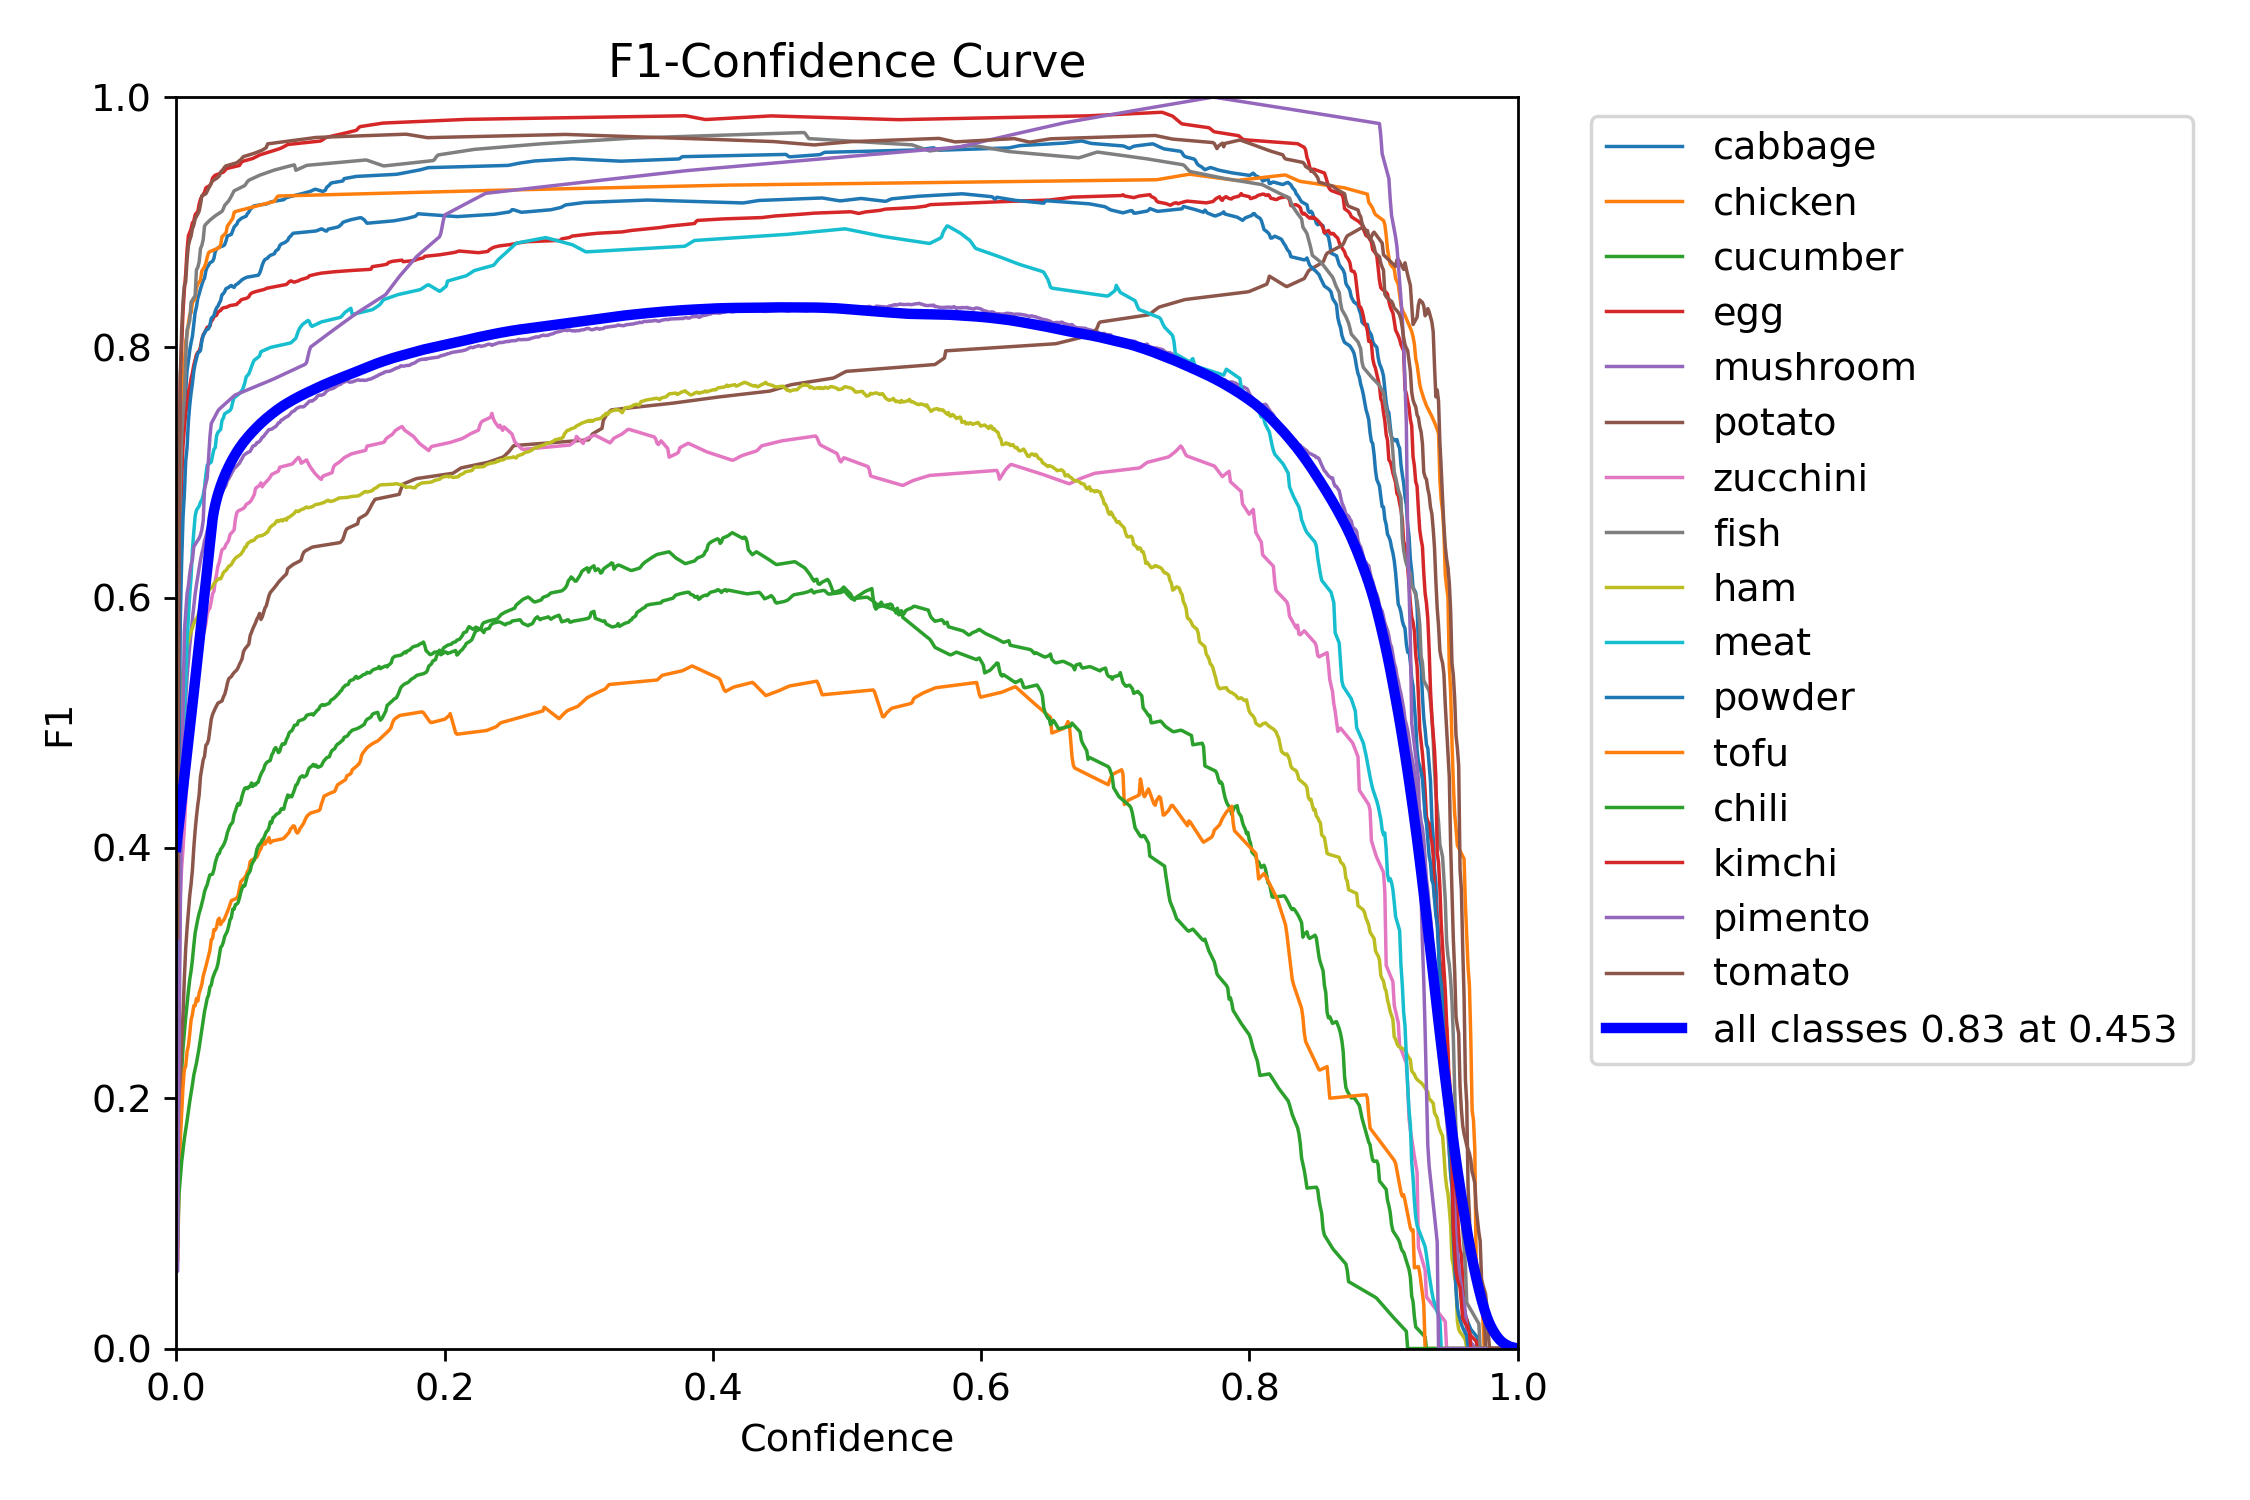 F1-Confidence Curve
1.0
0.8
0.6
0.4
0.2
0.0
F1
0.0 0.2 0.4 0.6 0.8 1.0
Confidence
cabbage
chicken
cucumber
egg
mushroom
potato
zucchini
fish
ham
meat
powder
tofu
chili
kimchi
pimento
tomato
all classes 0.83 at 0.453